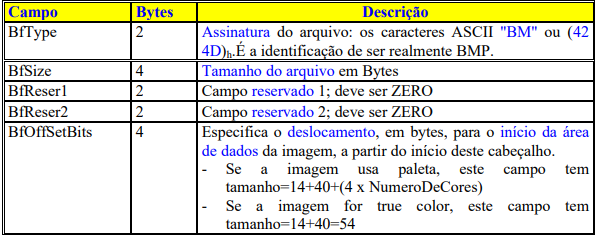 Campo Bytes Descrição
BfType 2 Assinatura do arquivo: os caracteres ASCII "BM" ou (42
4D)h.É a identificação de ser realmente BMP.
BfSize 4 Tamanho do arquivo em Bytes
BfReser1 2 Campo reservado 1; deve ser ZERO
BfReser2 2 Campo reservado 2; deve ser ZERO
BfOffSetBits 4 Especifica o deslocamento, em bytes, para o início da área
de dados da imagem, a partir do início deste cabeçalho.
- Se a imagem usa paleta, este campo tem
tamanho=14+40+(4 x NumeroDeCores)
- Se a imagem for true color, este campo tem
tamanho=14+40=54